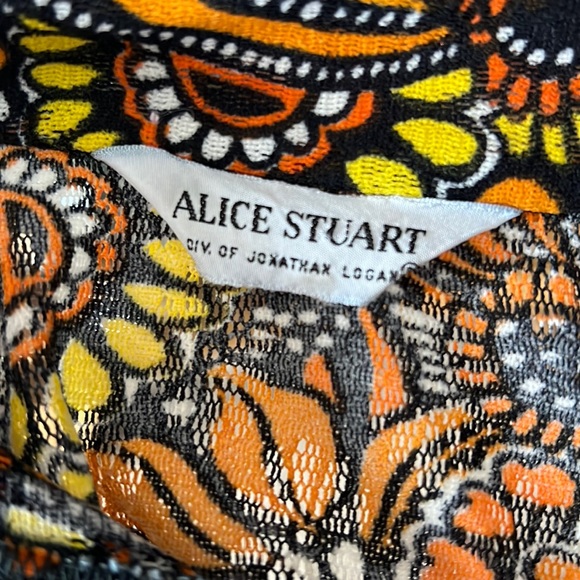 ALICE STUART
DIV. OF JONATHAN LOGAN®